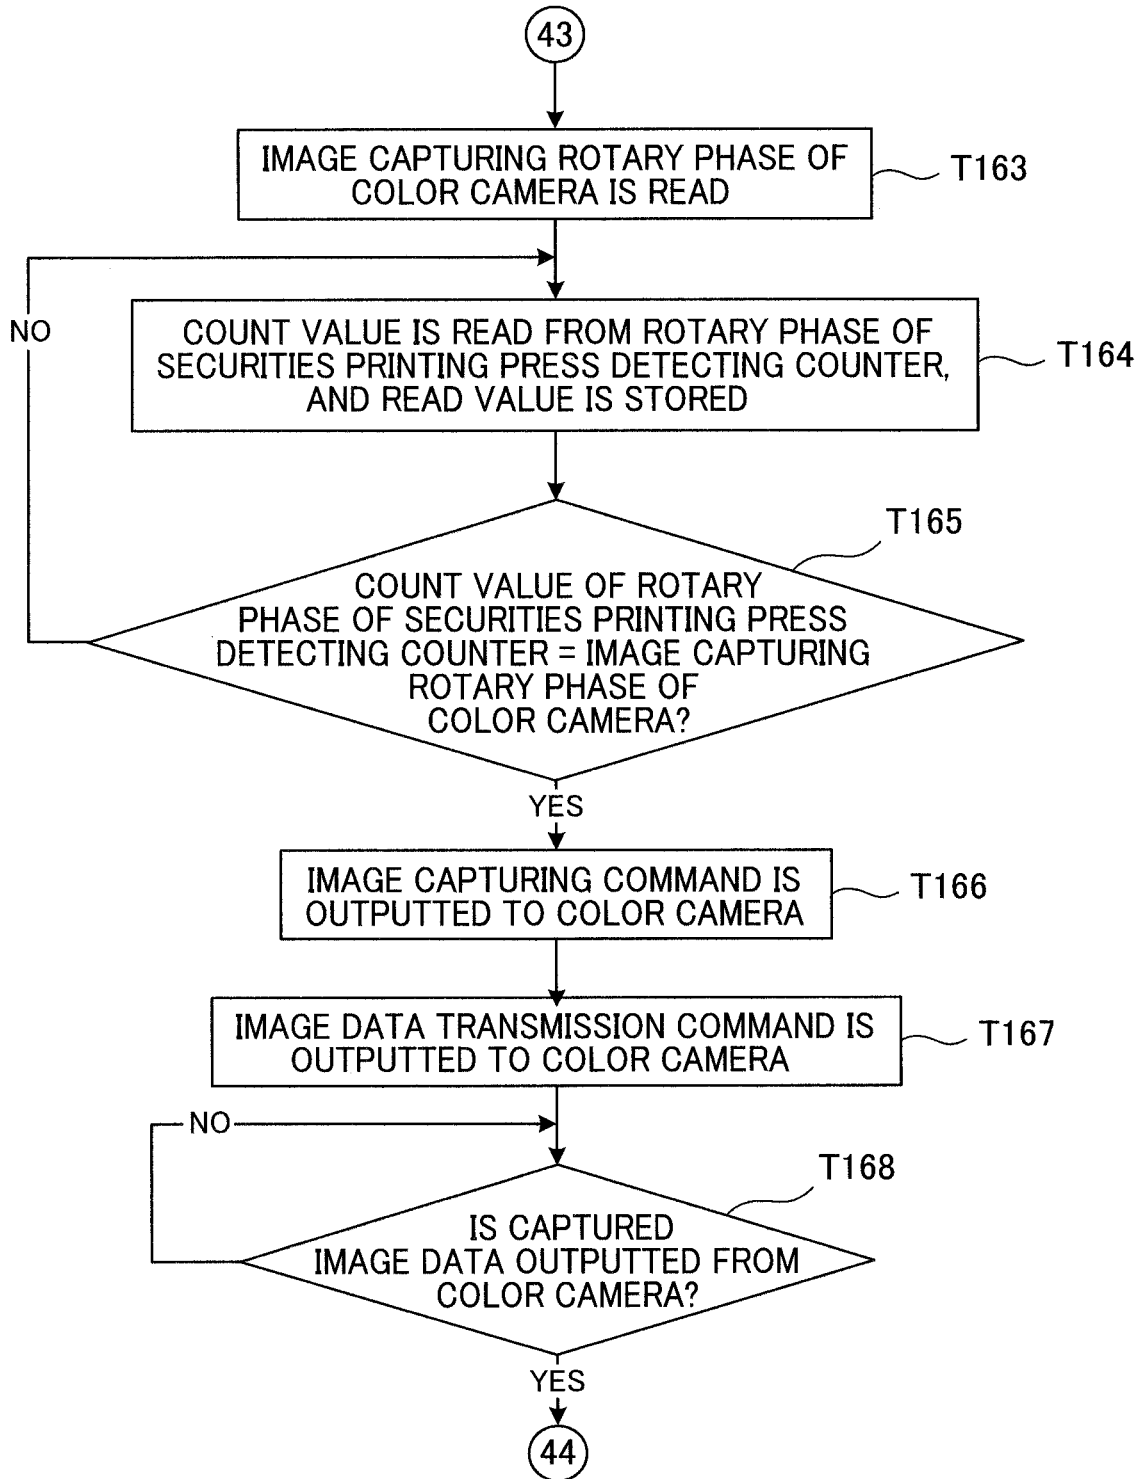 43
IMAGE CAPTURING ROTARY PHASE OF
COLOR CAMERA IS READ
T163
NO
COUNT VALUE IS READ FROM ROTARY PHASE OF
SECURITIES PRINTING PRESS DETECTING COUNTER,
AND READ VALUE IS STORED
T164
T165
COUNT VALUE OF ROTARY
PHASE OF SECURITIES PRINTING PRESS
DETECTING COUNTER = IMAGE CAPTURING
ROTARY PHASE OF
COLOR CAMERA?
YES
IMAGE CAPTURING COMMAND IS
OUTPUTTED TO COLOR CAMERA
T166
IMAGE DATA TRANSMISSION COMMAND IS
OUTPUTTED TO COLOR CAMERA
T167
NO
T168
IS CAPTURED
IMAGE DATA OUTPUTTED FROM
COLOR CAMERA?
YES
44